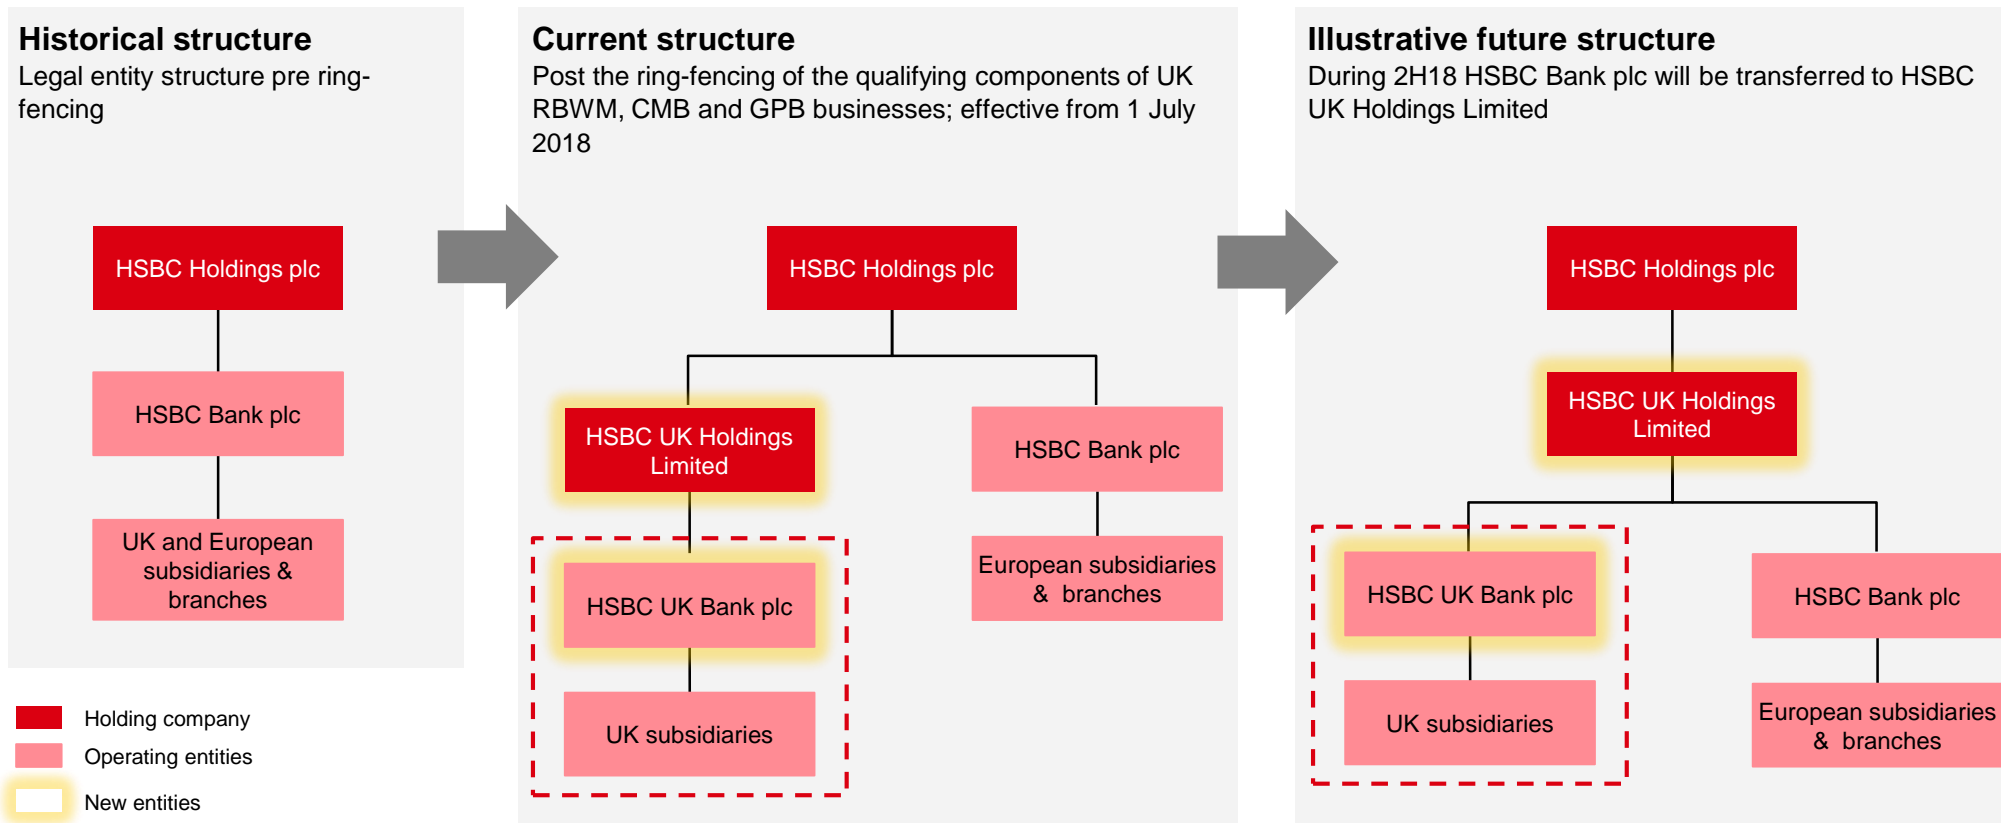 Historical structure
Legal entity structure pre ring-
fencing
HSBC Holdings plc
HSBC Bank plc
UK and European
subsidiaries &
branches
Holding company
Operating entities
New entities
Current structure
Post the ring-fencing of the qualifying components of UK
RBWM, CMB and GPB businesses; effective from 1 July
2018
HSBC Holdings plc
HSBC UK Holdings
Limited
HSBC Bank plc
HSBC UK Bank plc
European subsidiaries
& branches
UK subsidiaries
Illustrative future structure
During 2H18 HSBC Bank plc will be transferred to HSBC
UK Holdings Limited
HSBC Holdings plc
HSBC UK Holdings
Limited
HSBC UK Bank plc
HSBC Bank plc
UK subsidiaries
European subsidiaries
& branches